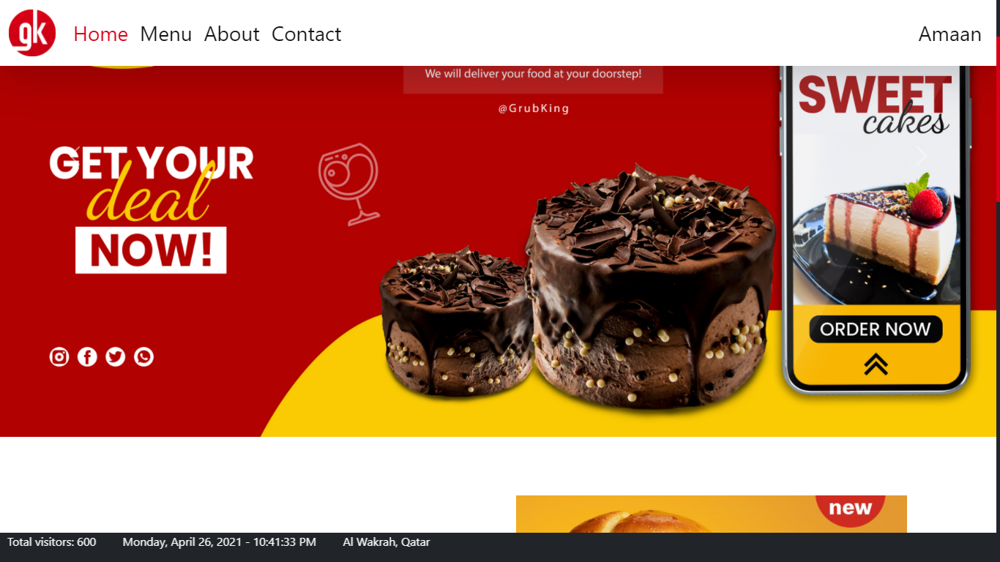 gk Home Menu About Contact Amaan
We will deliver your food at your doorstep!
@GrubKing
SWEET
cakes
GET YOUR
deal
NOW!
ORDER NOW
new
Total visitors: 600 Monday, April 26, 2021 - 10:41:33 PM Al Wakrah, Qatar